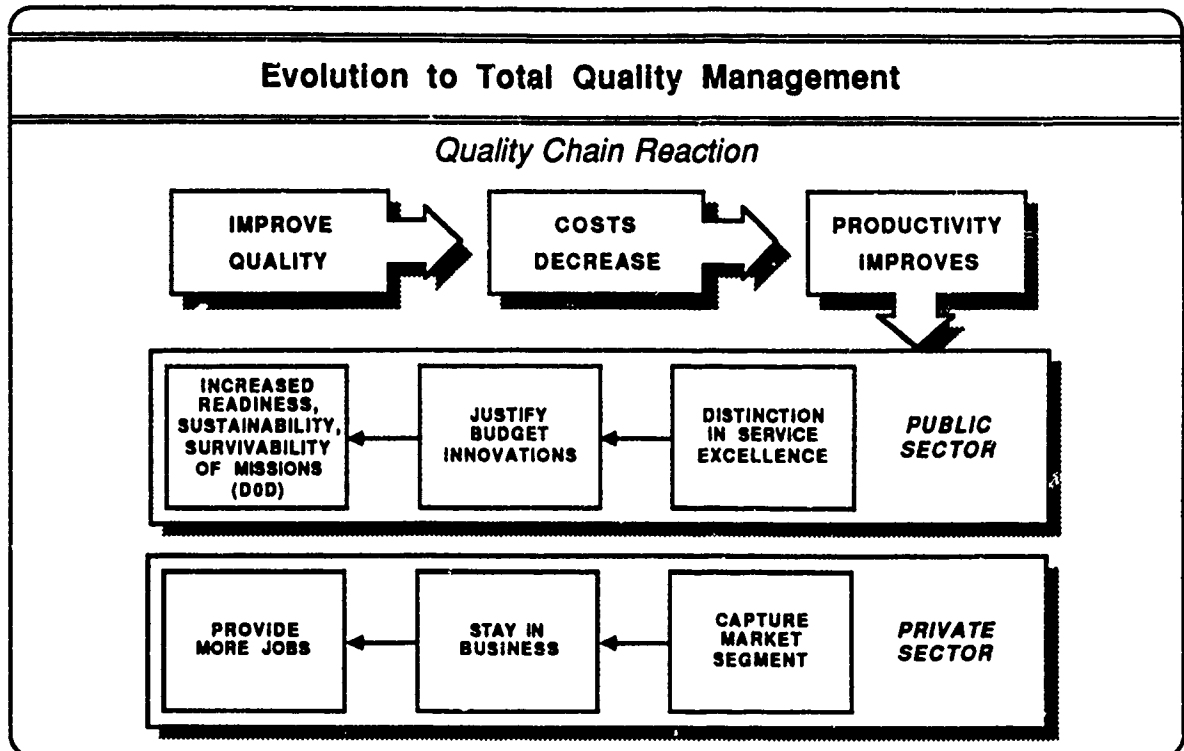 Evolution to Total Quality Management
Quality Chain Reaction
IMPROVE
QUALITY
COSTS
DECREASE
PRODUCTIVITY
IMPROVES
INCREASED
READINESS,
SUSTAINABILITY,
SURVIVABILITY
OF MISSIONS
(DOD)
JUSTIFY
BUDGET
INNOVATIONS
DISTINCTION
IN SERVICE
EXCELLENCE
PUBLIC
SECTOR
PROVIDE
MORE JOBS
STAY IN
BUSINESS
CAPTURE
MARKET
SEGMENT
PRIVATE
SECTOR